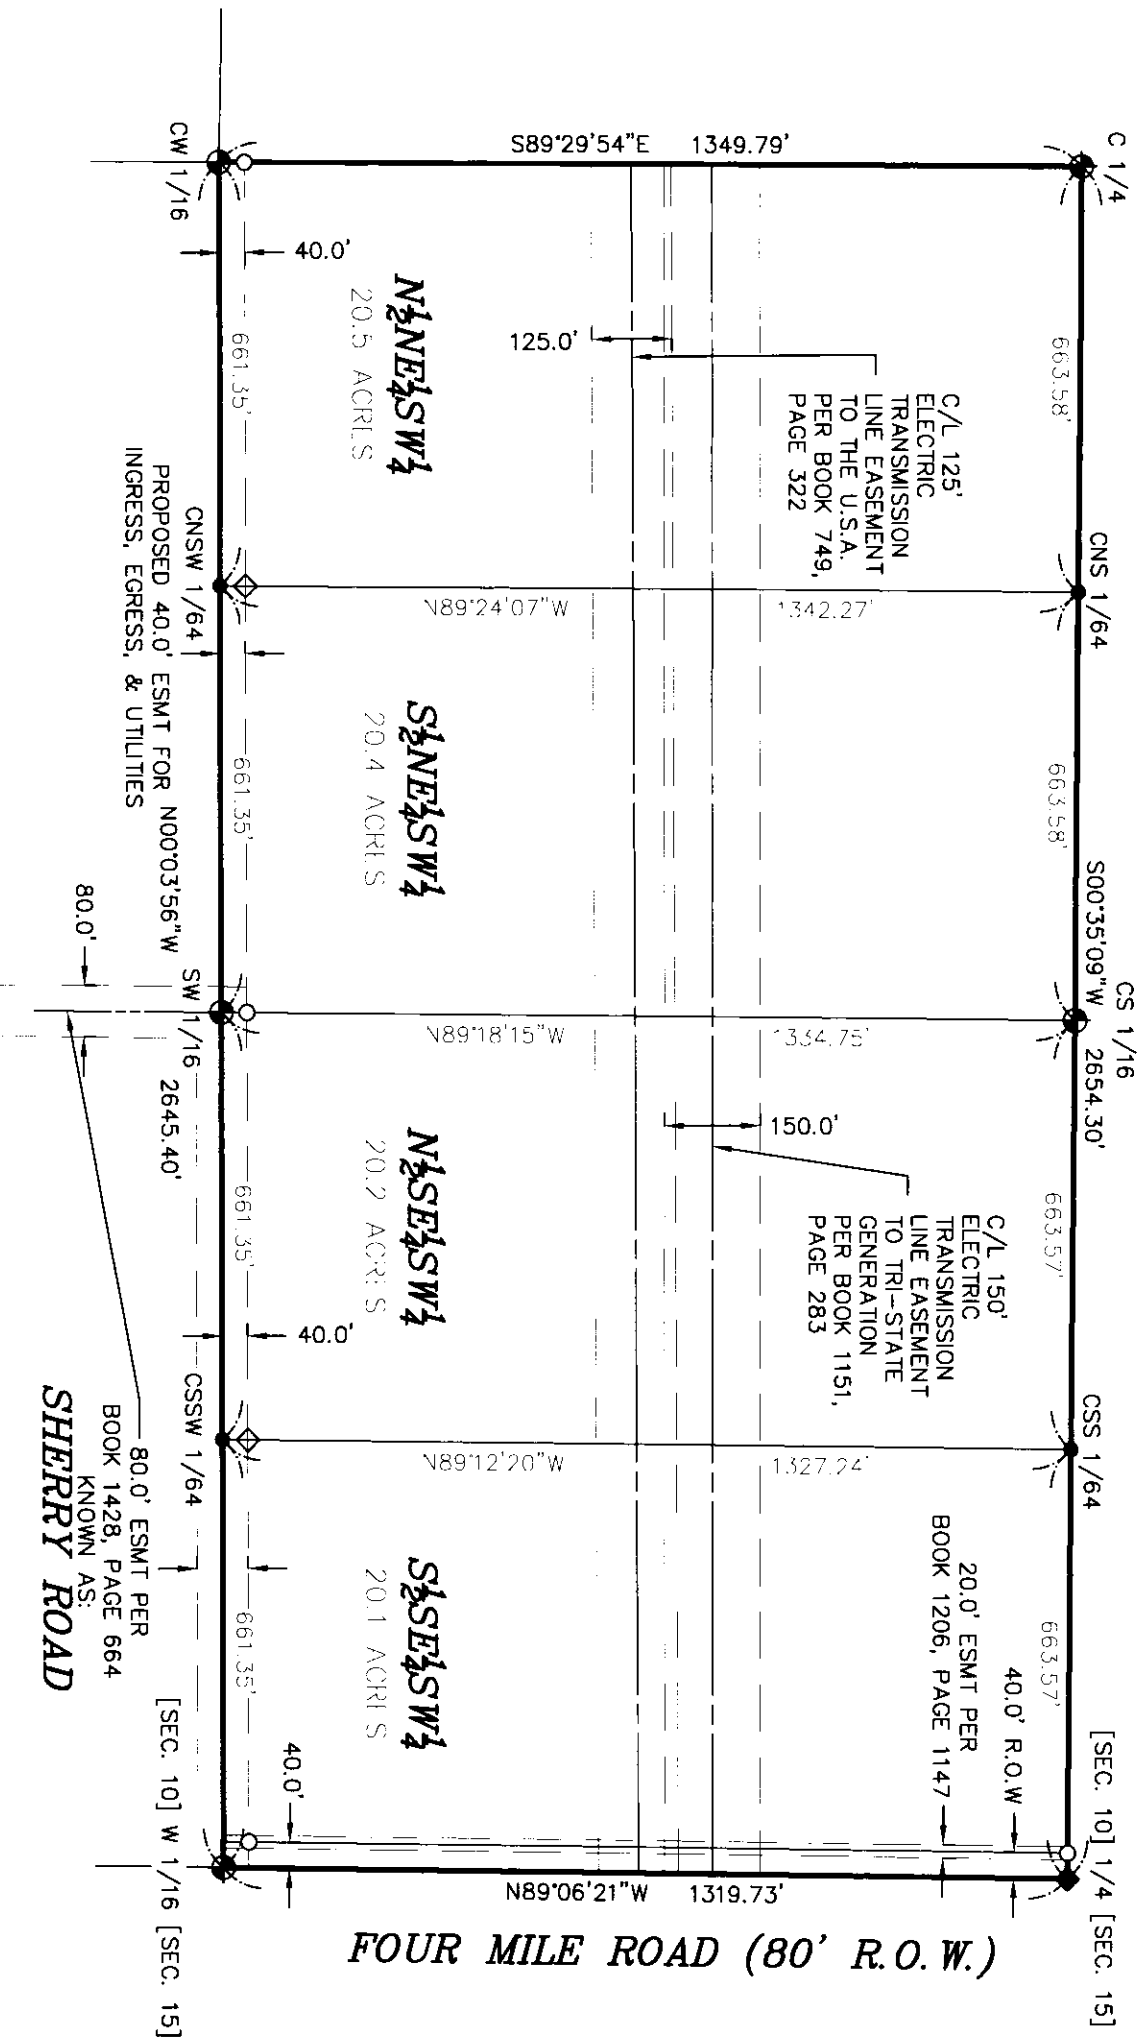 C 1/4
663.58'
CNS 1/64
663.58'
S00°35'09"W
CS 1/16
2654.30'
663.57'
CSS 1/64
663.57'
[SEC. 10] 1/4 [SEC. 15]
S89°29'54"E 1349.79'
C/L 125'
ELECTRIC
TRANSMISSION
LINE EASEMENT
TO THE U.S.A.
PER BOOK 749,
PAGE 322
125.0'
N89°24'07"W 1342.27'
N89°18'15"W 1334.75'
150.0'
C/L 150'
ELECTRIC
TRANSMISSION
LINE EASEMENT
TO TRI-STATE
GENERATION
PER BOOK 1151,
PAGE 283
N89°12'20"W 1327.24'
40.0' R.O.W
20.0' ESMT PER
BOOK 1206, PAGE 1147
N89°06'21"W 1319.73'
FOUR MILE ROAD (80' R.O.W.)
N½NE¼SW¼
20.5 ACRES
S½NE¼SW¼
20.4 ACRES
N½SE¼SW¼
20.2 ACRES
S½SE¼SW¼
20.1 ACRES
40.0'
661.35'
661.35'
661.35'
40.0'
661.35'
40.0'
CW 1/16
CNSW 1/64
SW 1/16
2645.40'
CSSW 1/64
[SEC. 10] W 1/16 [SEC. 15]
PROPOSED 40.0' ESMT FOR N00°03'56"W
INGRESS, EGRESS, & UTILITIES
80.0'
80.0' ESMT PER
BOOK 1428, PAGE 664
KNOWN AS:
SHERRY ROAD